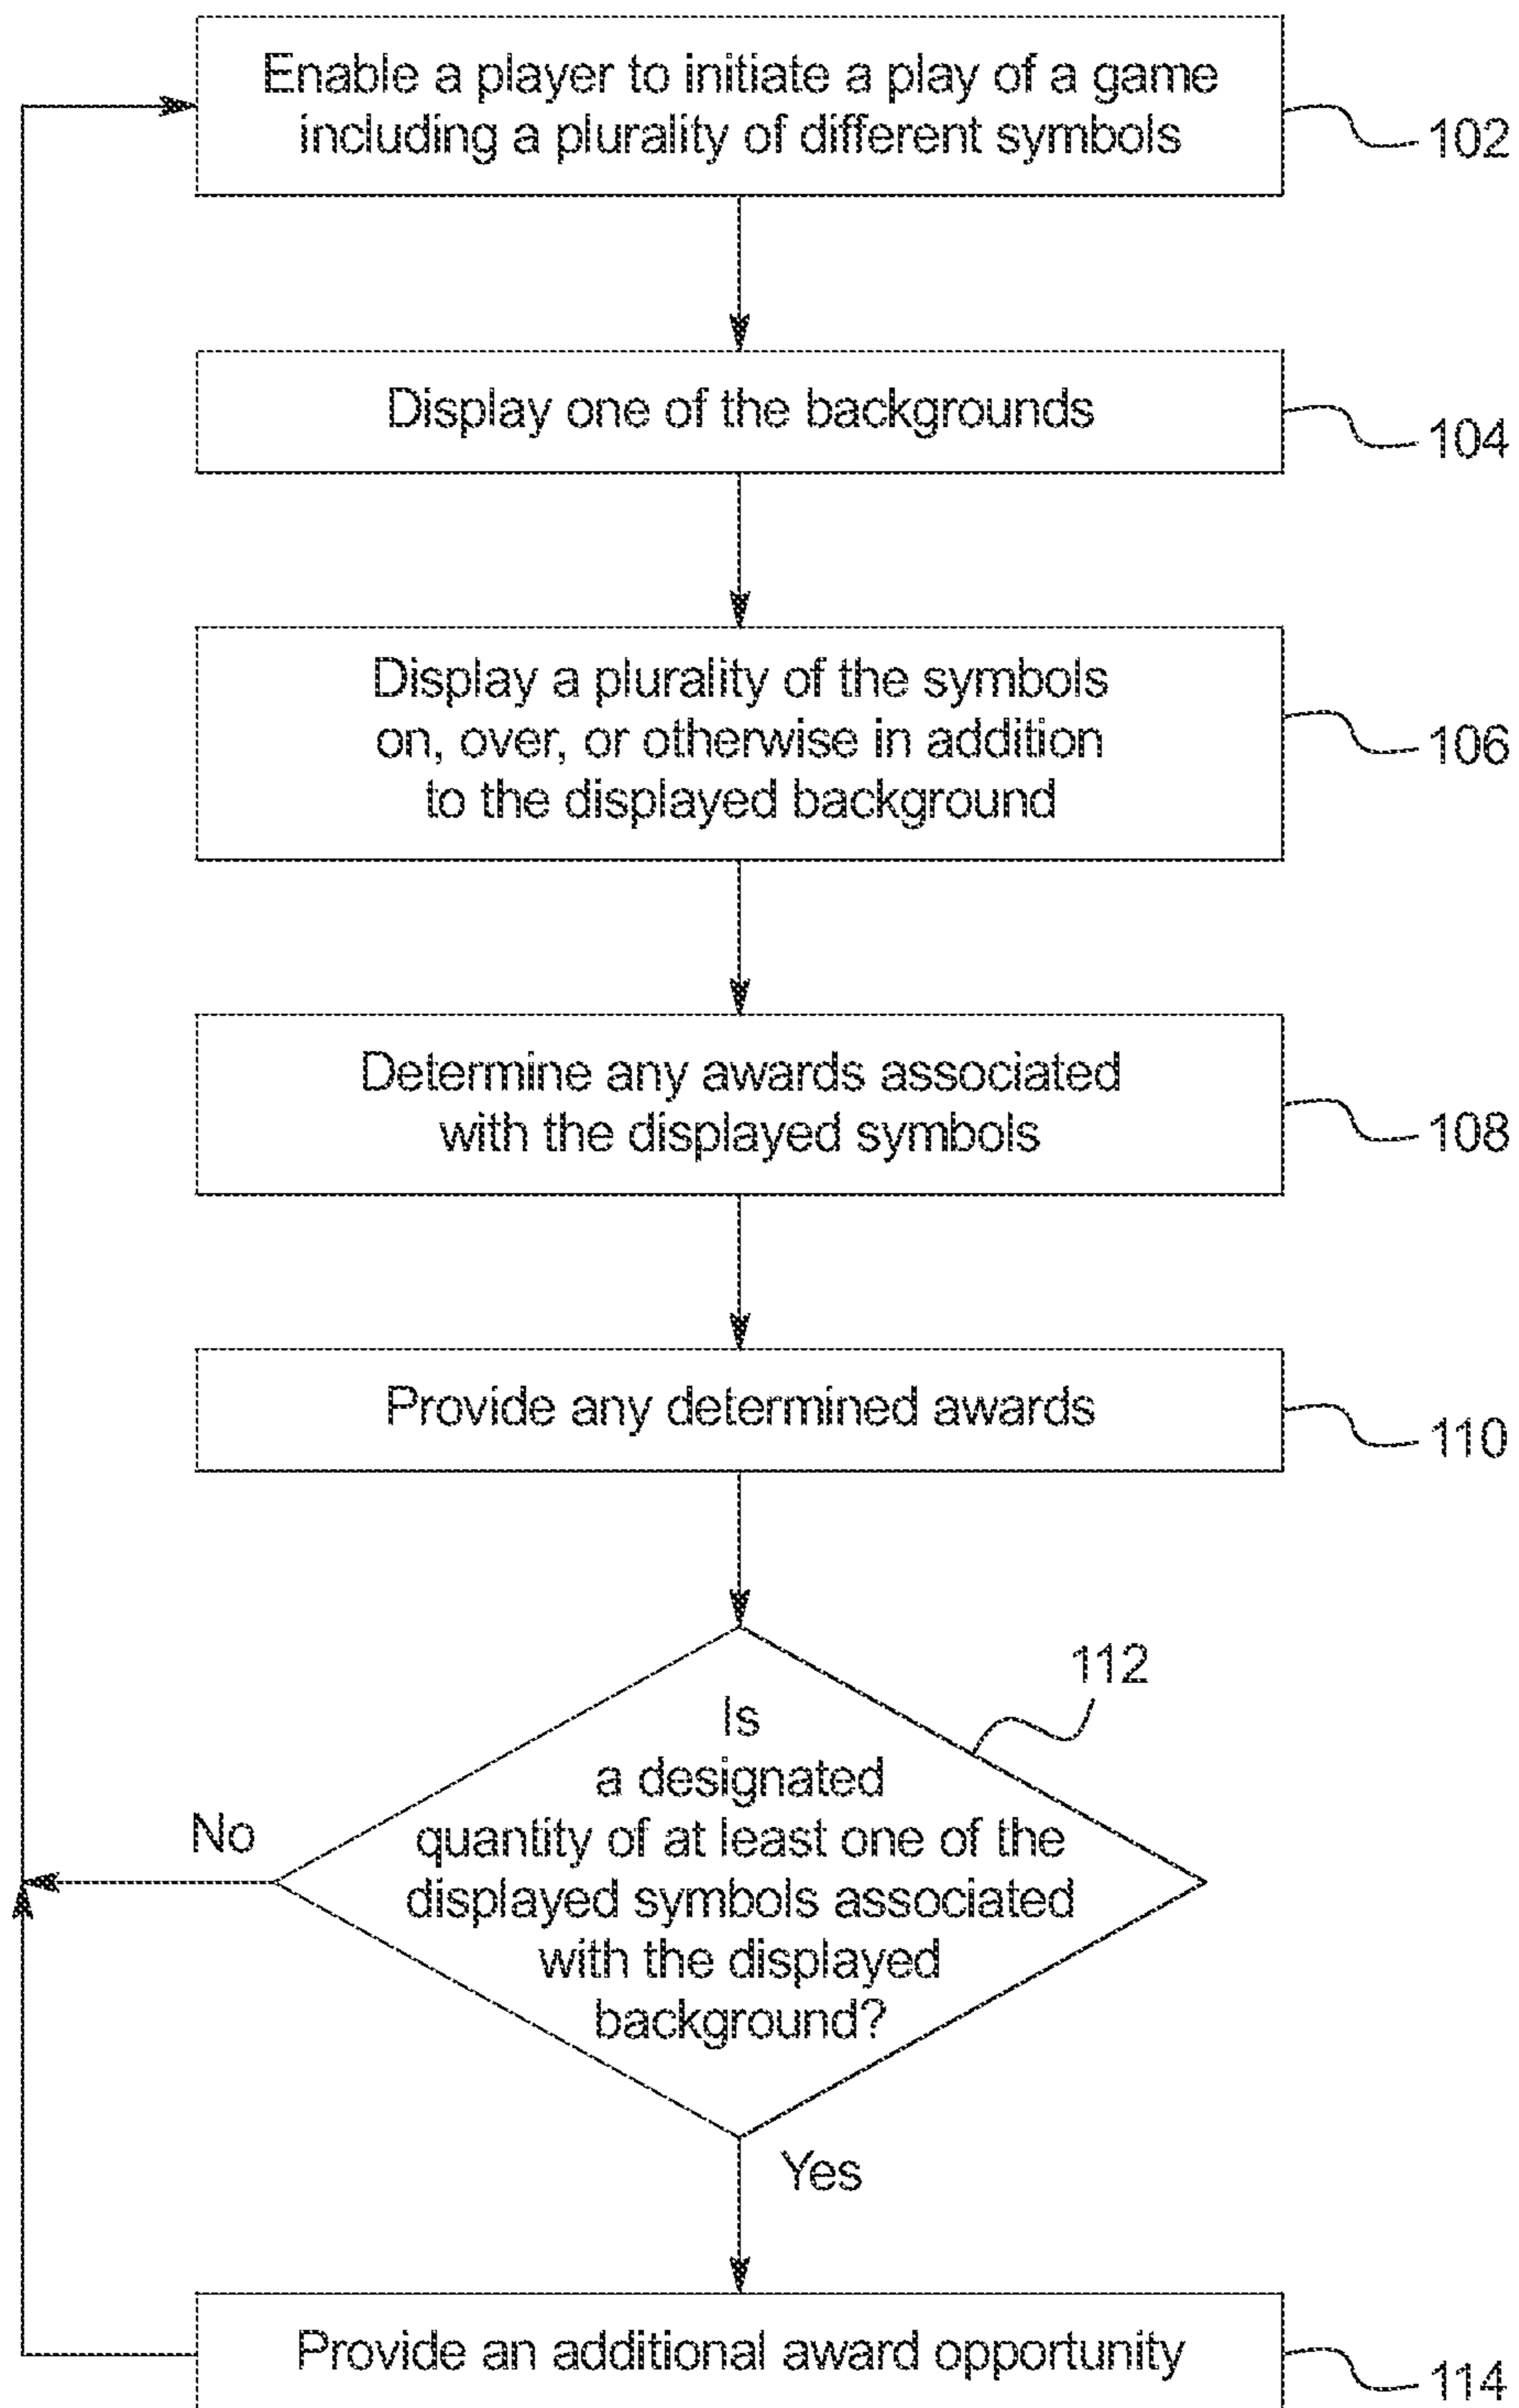 Enable a player to initiate a play of a game
including a plurality of different symbols
102
Display one of the backgrounds
104
Display a plurality of the symbols
on, over, or otherwise in addition
to the displayed background
106
Determine any awards associated
with the displayed symbols
108
Provide any determined awards
110
112
Is
a designated
quantity of at least one of the
displayed symbols associated
with the displayed
background?
No
Yes
Provide an additional award opportunity
114